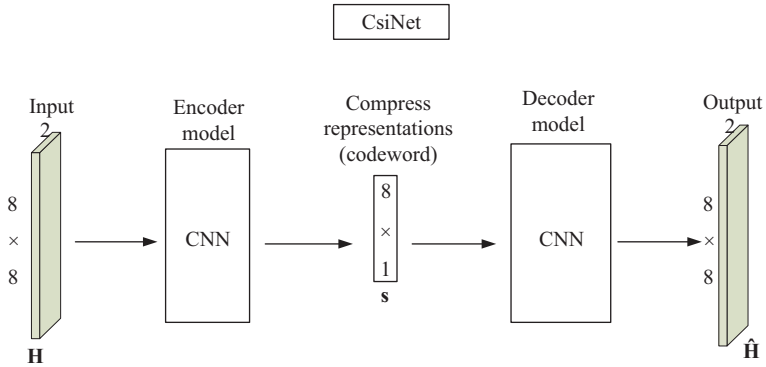 CsiNet
Input
2
8
×
8
H
Encoder
model
CNN
Compress
representations
(codeword)
8
×
1
s
Decoder
model
CNN
Output
2
8
×
8
Ĥ